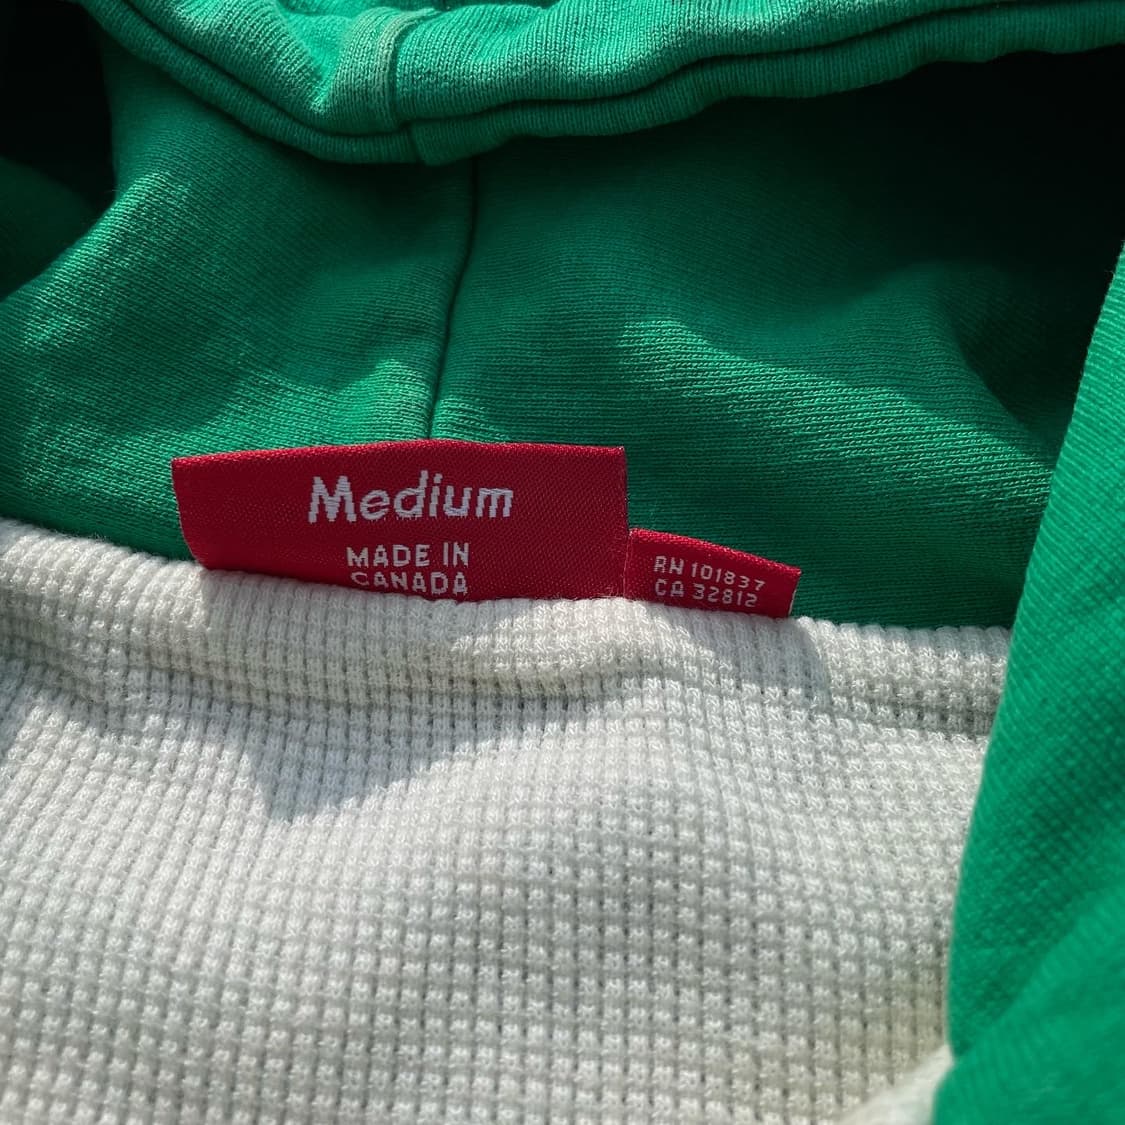 Medium
MADE IN
CANADA
RN 101837
CA 32812